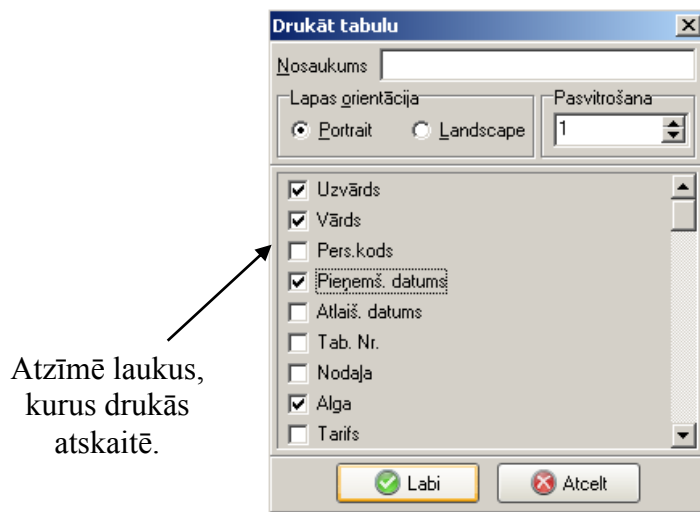 Drukāt tabulu
Nosaukums
Lapas orientācija
Pasvitrošana
Portrait
Landscape
1
Uzvārds
Vārds
Pers.kods
Pieņemš. datums
Atlaiš. datums
Tab. Nr.
Nodaļa
Alga
Tarifs
Atzīmē laukus,
kurus drukās
atskaitē.
Labi
Atcelt